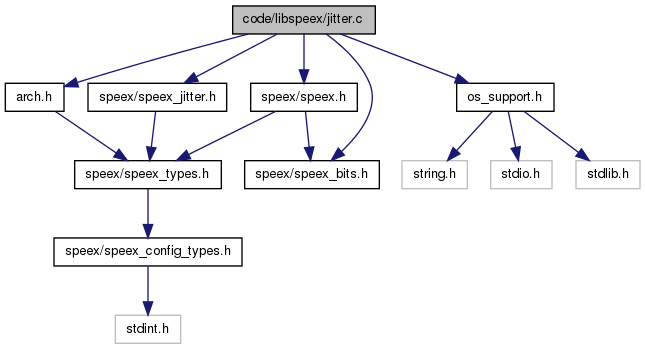 code/libspeex/jitter.c
arch.h
speex/speex_jitter.h
speex/speex.h
os_support.h
speex/speex_types.h
speex/speex_bits.h
string.h
stdio.h
stdlib.h
speex/speex_config_types.h
stdint.h